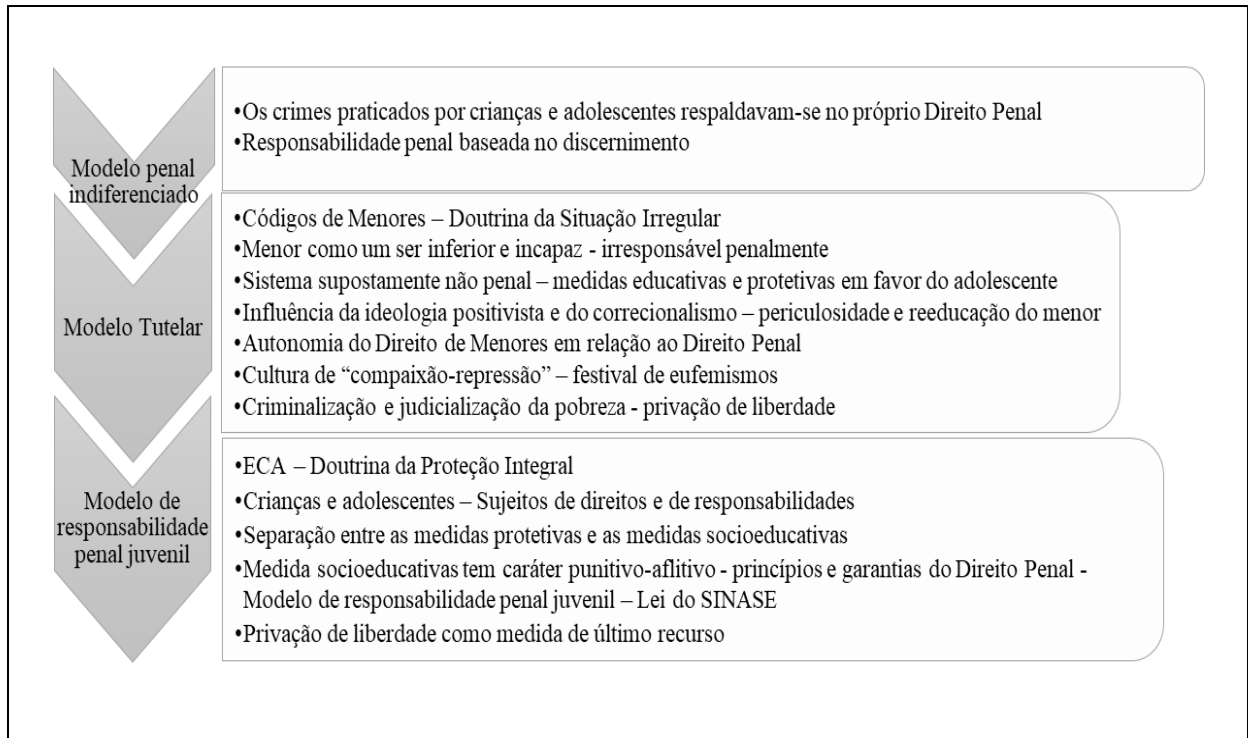 Modelo penal
indiferenciado
•Os crimes praticados por crianças e adolescentes respaldavam-se no próprio Direito Penal
•Responsabilidade penal baseada no discernimento
Modelo Tutelar
•Códigos de Menores – Doutrina da Situação Irregular
•Menor como um ser inferior e incapaz - irresponsável penalmente
•Sistema supostamente não penal – medidas educativas e protetivas em favor do adolescente
•Influência da ideologia positivista e do correcionalismo – periculosidade e reeducação do menor
•Autonomia do Direito de Menores em relação ao Direito Penal
•Cultura de “compaixão-repressão” – festival de eufemismos
•Criminalização e judicialização da pobreza - privação de liberdade
Modelo de
responsabilidade
penal juvenil
•ECA – Doutrina da Proteção Integral
•Crianças e adolescentes – Sujeitos de direitos e de responsabilidades
•Separação entre as medidas protetivas e as medidas socioeducativas
•Medida socioeducativas tem caráter punitivo-aflitivo - princípios e garantias do Direito Penal -
Modelo de responsabilidade penal juvenil – Lei do SINASE
•Privação de liberdade como medida de último recurso